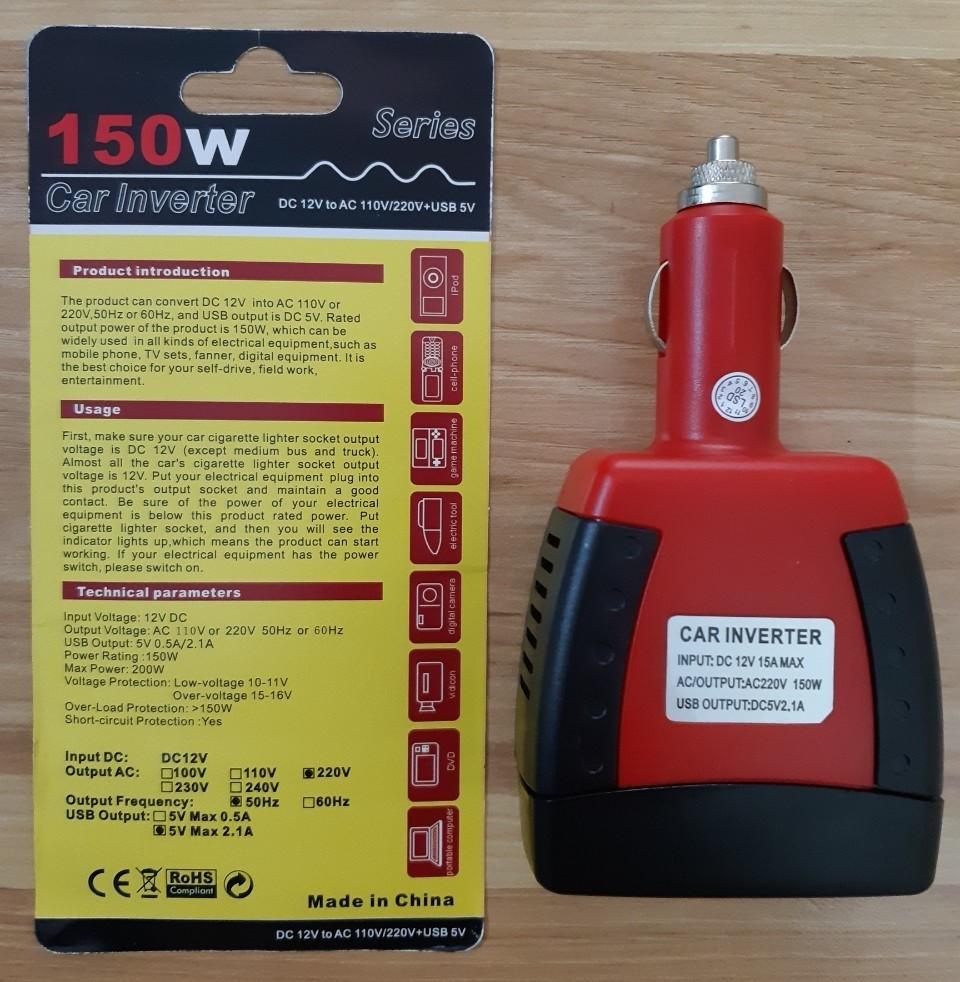 150W
Series
Car Inverter
DC 12V to AC 110V/220V+USB 5V
Product introduction
The product can convert DC 12V into AC 110V or
220V,50Hz or 60Hz, and USB output is DC 5V. Rated
output power of the product is 150W, which can be
widely used in all kinds of electrical equipment,such as
mobile phone, TV sets, fanner, digital equipment. It is
the best choice for your self-drive, field work,
entertainment.
Usage
First, make sure your car cigarette lighter socket output
voltage is DC 12V (except medium bus and truck).
Almost all the car's cigarette lighter socket output
voltage is 12V. Put your electrical equipment plug into
this product's output socket and maintain a good
contact. Be sure of the power of your electrical
equipment is below this product rated power. Put
cigarette lighter socket, and then you will see the
indicator lights up,which means the product can start
working. If your electrical equipment has the power
switch, please switch on.
Technical parameters
Input Voltage: 12V DC
Output Voltage: AC 110V or 220V 50Hz or 60Hz
USB Output: 5V 0.5A/2.1A
Power Rating :150W
Max Power: 200W
Voltage Protection: Low-voltage 10-11V
Over-voltage 15-16V
Over-Load Protection: >150W
Short-circuit Protection :Yes
Input DC: DC12V
Output AC: 100V 110V 220V
230V 240V
Output Frequency: 50Hz 60Hz
USB Output: 5V Max 0.5A
5V Max 2.1A
CE RoHS
Compliant
Made in China
DC 12V to AC 110V/220V+USB 5V
iPod
cell-phone
game machine
electric tool
digital camera
vidicon
DVD
portable computer
LSD
20
CAR INVERTER
INPUT: DC 12V 15A MAX
AC/OUTPUT:AC220V 150W
USB OUTPUT:DC5V2.1A